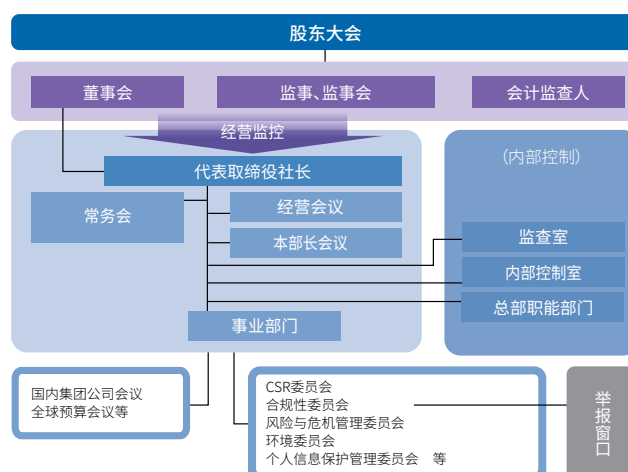 股东大会
董事会
监事、监事会
会计监查人
经营监控
代表取缔役社长
常务会
经营会议
本部长会议
事业部门
(内部控制)
监查室
内部控制室
总部职能部门
国内集团公司会议
全球预算会议等
CSR委员会
合规性委员会
风险与危机管理委员会
环境委员会
个人信息保护管理委员会　等
举报窗口